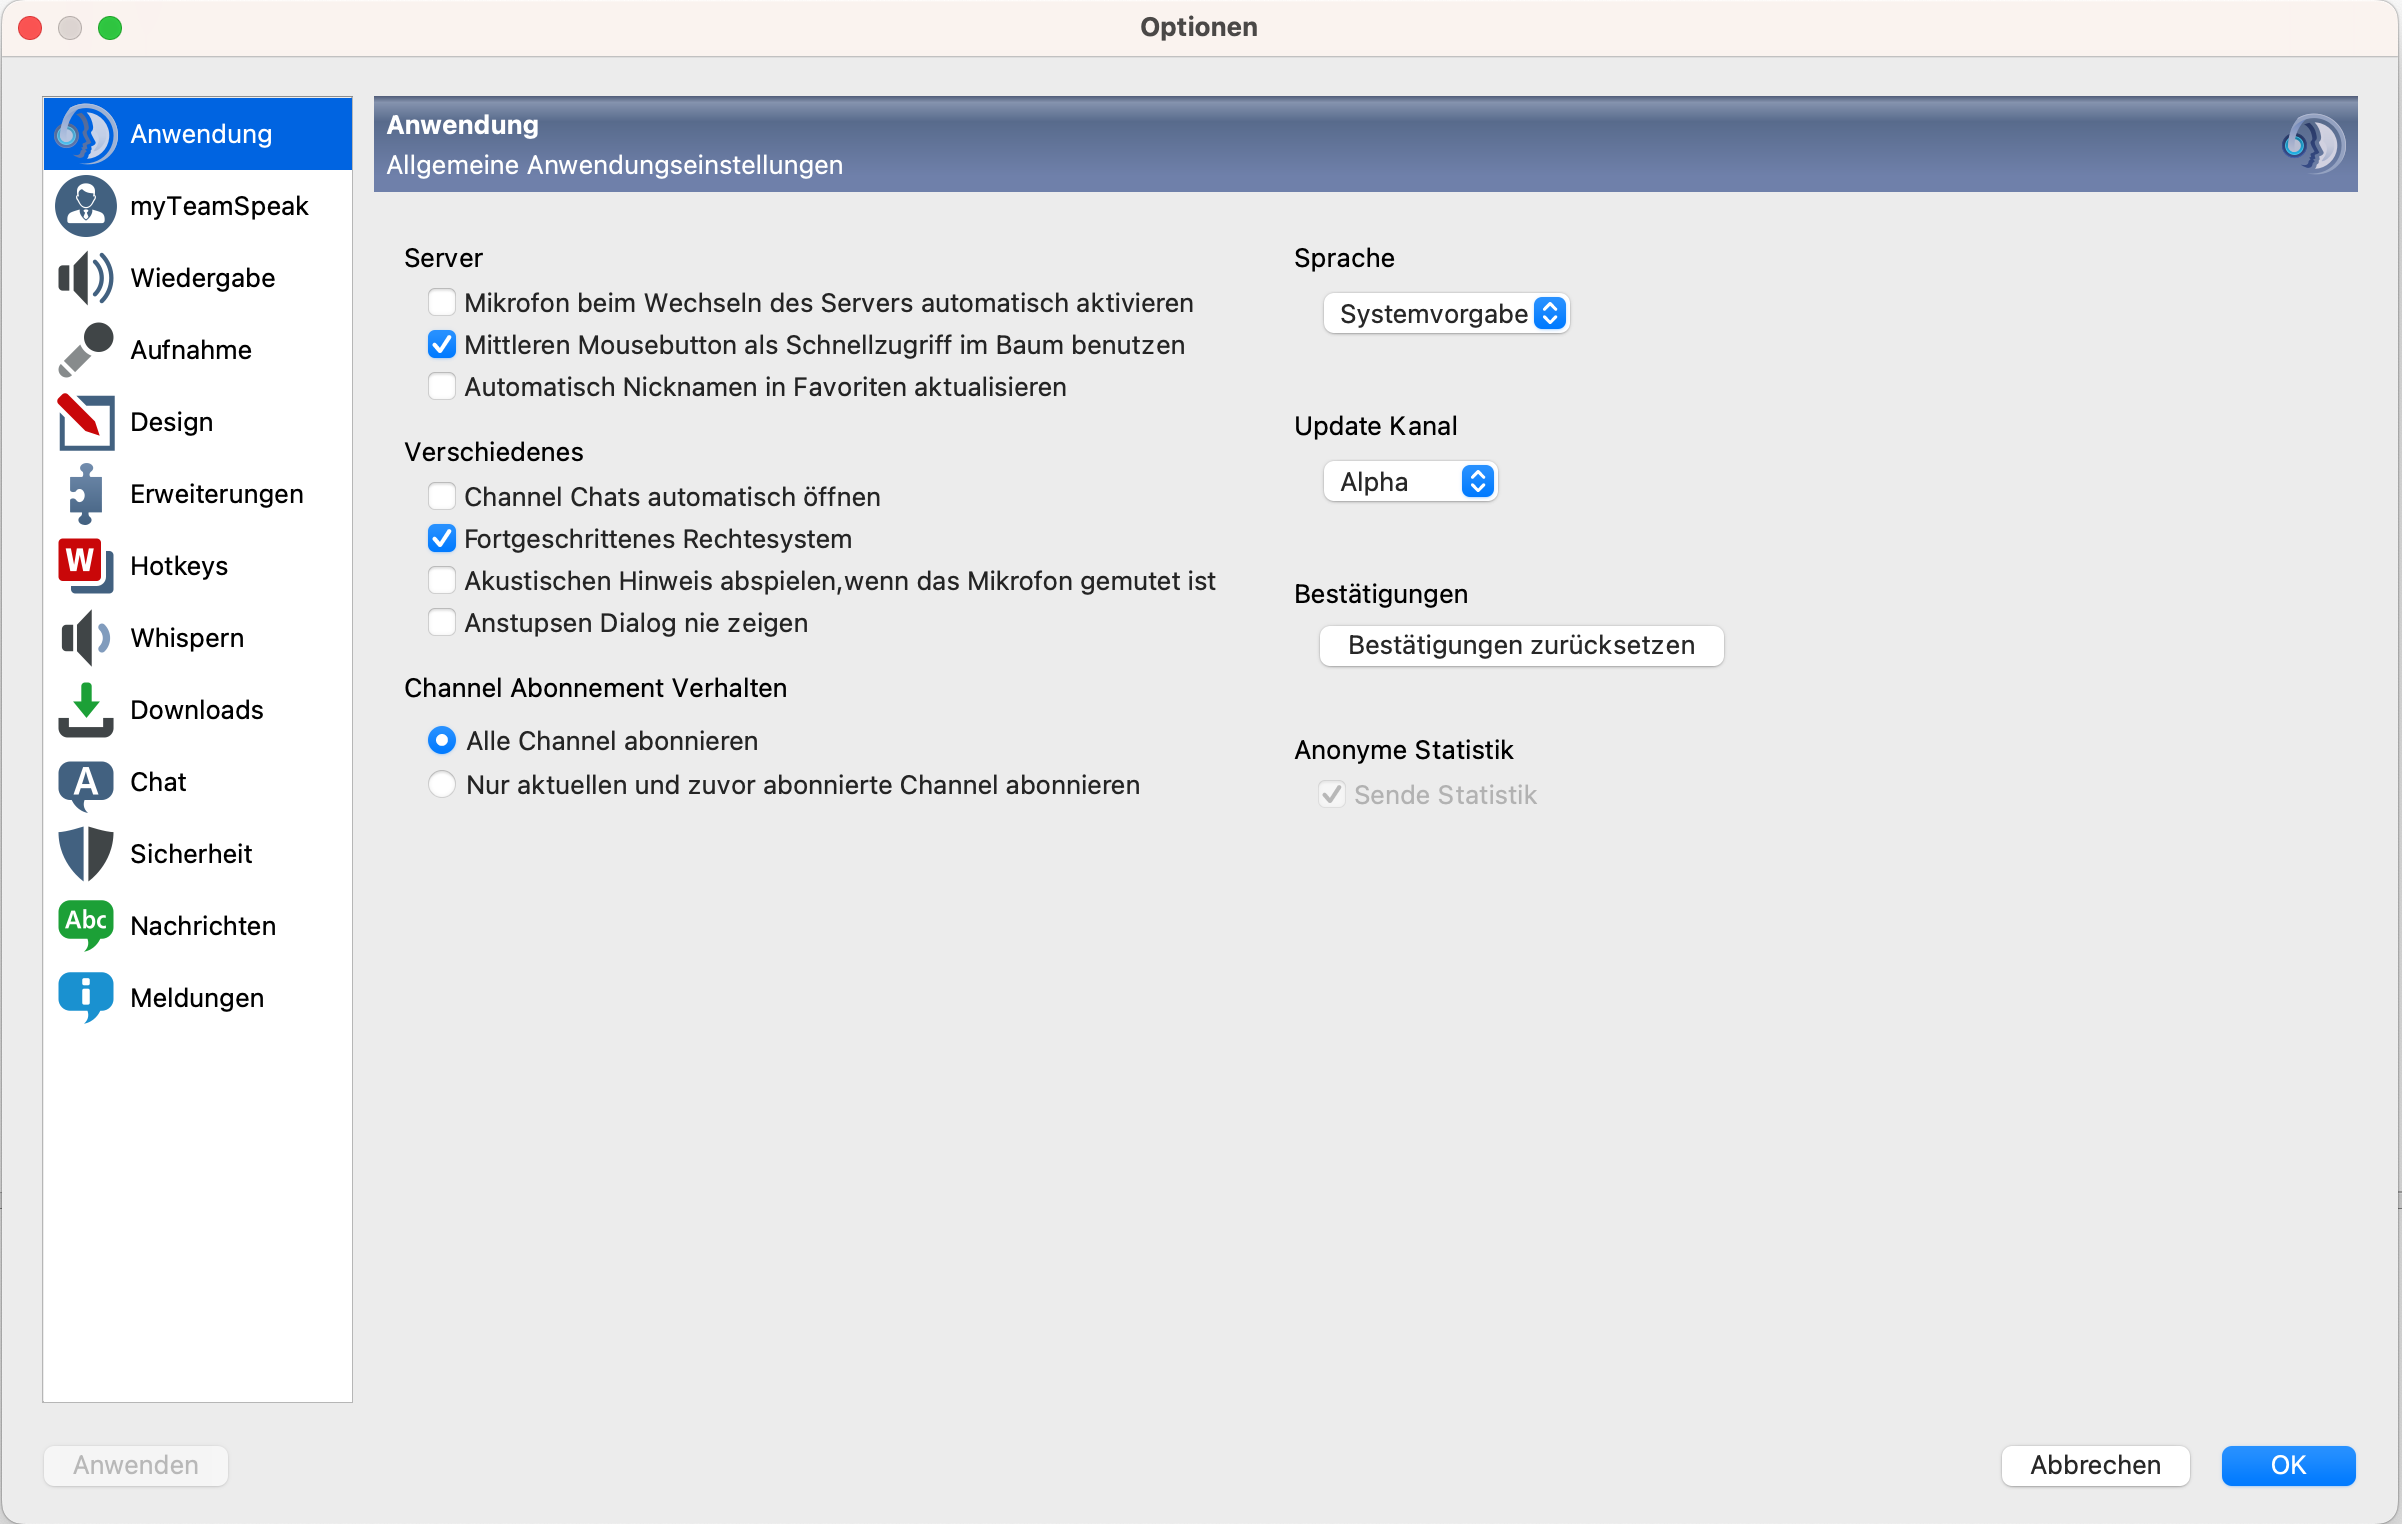 Optionen
Anwendung
myTeamSpeak
Wiedergabe
Aufnahme
Design
Erweiterungen
W
Hotkeys
Whispern
Downloads
A
Chat
Sicherheit
Abc
Nachrichten
i
Meldungen
Anwendung
Allgemeine Anwendungseinstellungen
Server
Mikrofon beim Wechseln des Servers automatisch aktivieren
Mittleren Mousebutton als Schnellzugriff im Baum benutzen
Automatisch Nicknamen in Favoriten aktualisieren
Verschiedenes
Channel Chats automatisch öffnen
Fortgeschrittenes Rechtesystem
Akustischen Hinweis abspielen,wenn das Mikrofon gemutet ist
Anstupsen Dialog nie zeigen
Channel Abonnement Verhalten
Alle Channel abonnieren
Nur aktuellen und zuvor abonnierte Channel abonnieren
Sprache
Systemvorgabe
Update Kanal
Alpha
Bestätigungen
Bestätigungen zurücksetzen
Anonyme Statistik
Sende Statistik
Anwenden
Abbrechen
OK